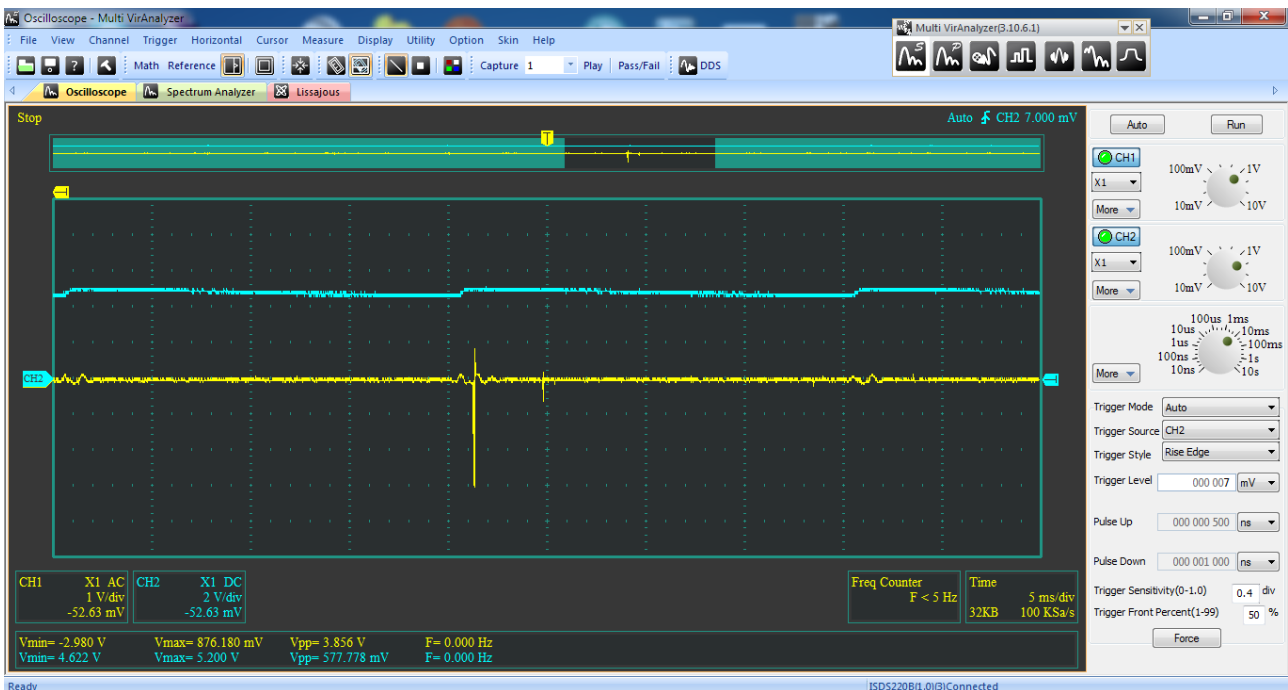 Oscilloscope - Multi VirAnalyzer
Multi VirAnalyzer(3.10.6.1)
File View Channel Trigger Horizontal Cursor Measure Display Utility Option Skin Help
Math Reference Capture 1 Play Pass/Fail DDS
S P
Oscilloscope Spectrum Analyzer Lissajous
Stop
Auto CH2 7.000 mV
T
CH2
CH1 X1 AC
1 V/div
-52.63 mV
CH2 X1 DC
2 V/div
-52.63 mV
Freq Counter
F < 5 Hz
Time
5 ms/div
32KB 100 KSa/s
Vmin= -2.980 V Vmax= 876.180 mV Vpp= 3.856 V F= 0.000 Hz
Vmin= 4.622 V Vmax= 5.200 V Vpp= 577.778 mV F= 0.000 Hz
Auto Run
CH1
100mV 1V
X1
10mV 10V
More
CH2
100mV 1V
X1
10mV 10V
More
100us 1ms
10us 10ms
1us 100ms
100ns 1s
10ns 10s
More
Trigger Mode Auto
Trigger Source CH2
Trigger Style Rise Edge
Trigger Level 000 007 mV
Pulse Up 000 000 500 ns
Pulse Down 000 001 000 ns
Trigger Sensitivity(0-1.0) 0.4 div
Trigger Front Percent(1-99) 50 %
Force
Ready
ISDS220B(1.0)(3)Connected